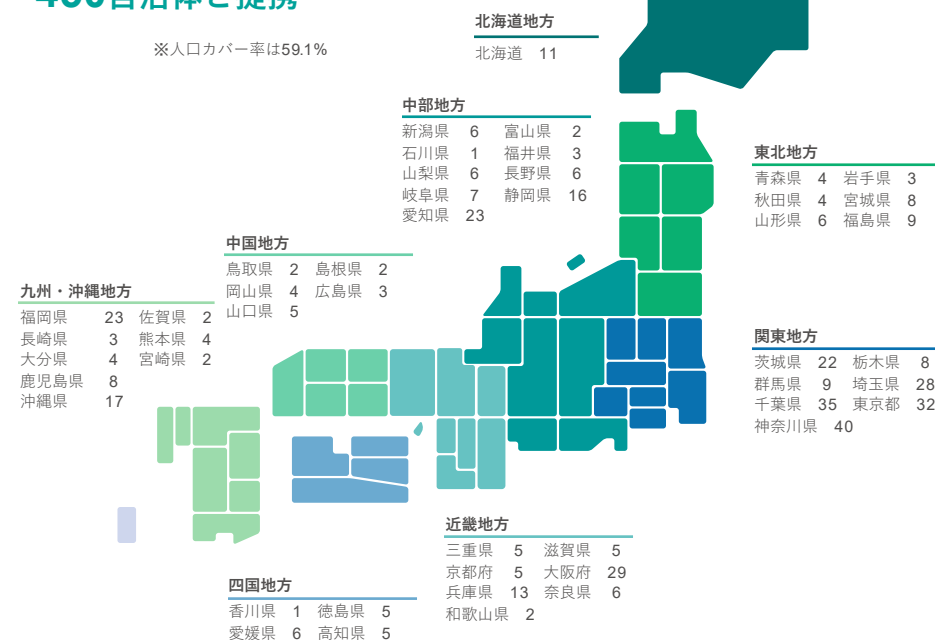 自治体と提携
※人口カバー率は59.1%
北海道地方
北海道 11
中部地方
新潟県 6 富山県 2
石川県 1 福井県 3
山梨県 6 長野県 6
岐阜県 7 静岡県 16
愛知県 23
東北地方
青森県 4 岩手県 3
秋田県 4 宮城県 8
山形県 6 福島県 9
中国地方
鳥取県 2 島根県 2
岡山県 4 広島県 3
山口県 5
九州・沖縄地方
福岡県 23 佐賀県 2
長崎県 3 熊本県 4
大分県 4 宮崎県 2
鹿児島県 8
沖縄県 17
関東地方
茨城県 22 栃木県 8
群馬県 9 埼玉県 28
千葉県 35 東京都 32
神奈川県 40
近畿地方
三重県 5 滋賀県 5
京都府 5 大阪府 29
兵庫県 13 奈良県 6
和歌山県 2
四国地方
香川県 1 徳島県 5
愛媛県 6 高知県 5